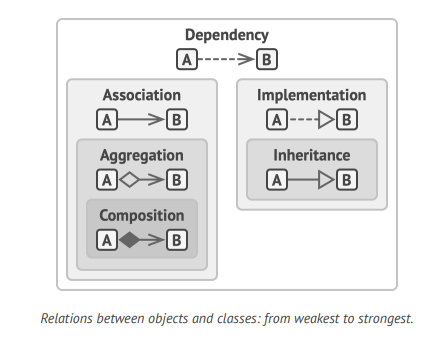 Dependency
A B
Association
A B
Aggregation
A B
Composition
A B
Implementation
A B
Inheritance
A B
Relations between objects and classes: from weakest to strongest.